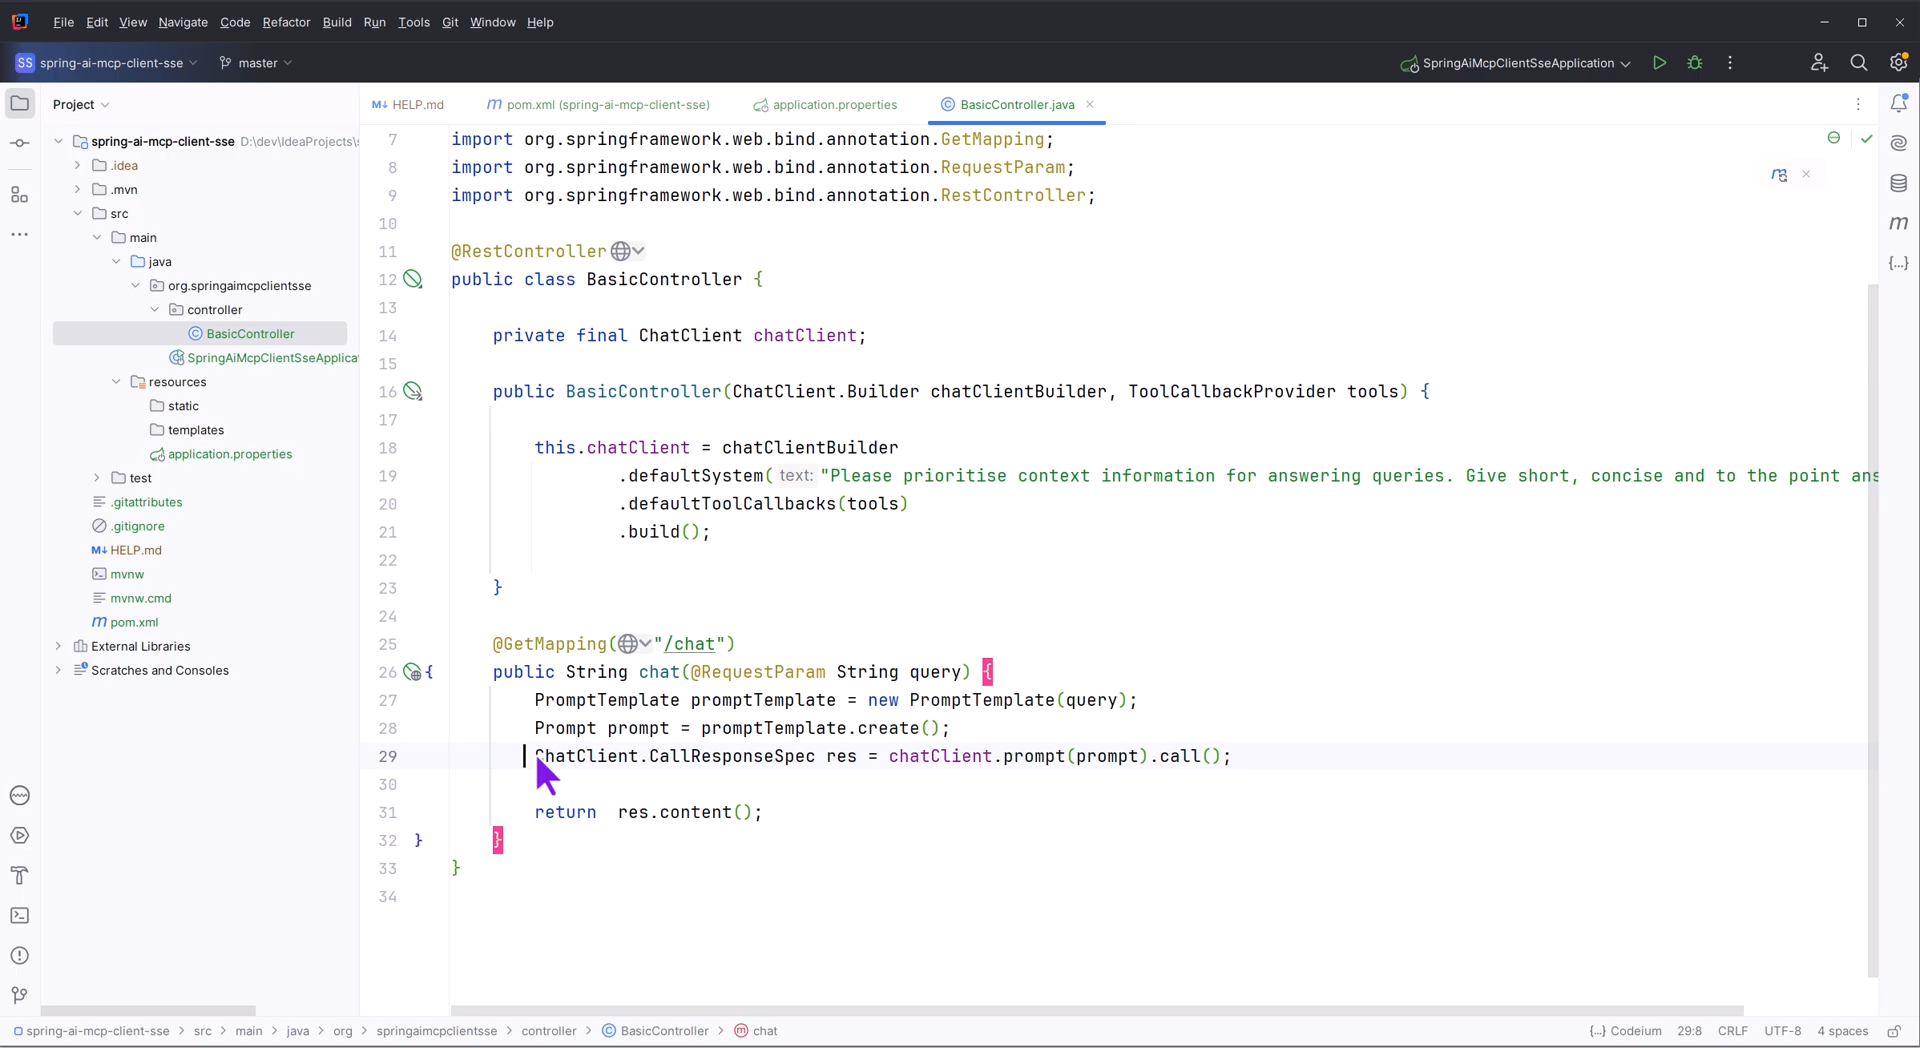 File Edit View Navigate Code Refactor Build Run Tools Git Window Help
SS spring-ai-mcp-client-sse master SpringAiMcpClientSseApplication
Project
HELP.md pom.xml (spring-ai-mcp-client-sse) application.properties BasicController.java
spring-ai-mcp-client-sse D:\dev\IdeaProjects\s
.idea
.mvn
src
main
java
org.springaimcpclientsse
controller
BasicController
SpringAiMcpClientSseApplicat
resources
static
templates
application.properties
test
.gitattributes
.gitignore
M↓ HELP.md
mvnw
mvnw.cmd
m pom.xml
External Libraries
Scratches and Consoles
7 import org.springframework.web.bind.annotation.GetMapping;
8 import org.springframework.web.bind.annotation.RequestParam;
9 import org.springframework.web.bind.annotation.RestController;
10
11 @RestController
12 public class BasicController {
13
14 private final ChatClient chatClient;
15
16 public BasicController(ChatClient.Builder chatClientBuilder, ToolCallbackProvider tools) {
17
18 this.chatClient = chatClientBuilder
19 .defaultSystem( text: "Please prioritise context information for answering queries. Give short, concise and to the point ans
20 .defaultToolCallbacks(tools)
21 .build();
22
23 }
24
25 @GetMapping("/chat")
26 { public String chat(@RequestParam String query) {
27 PromptTemplate promptTemplate = new PromptTemplate(query);
28 Prompt prompt = promptTemplate.create();
29 ChatClient.CallResponseSpec res = chatClient.prompt(prompt).call();
30
31 return res.content();
32 } }
33 }
34
spring-ai-mcp-client-sse > src > main > java > org > springaimcpclientsse > controller > BasicController > chat {...} Codeium 29:8 CRLF UTF-8 4 spaces